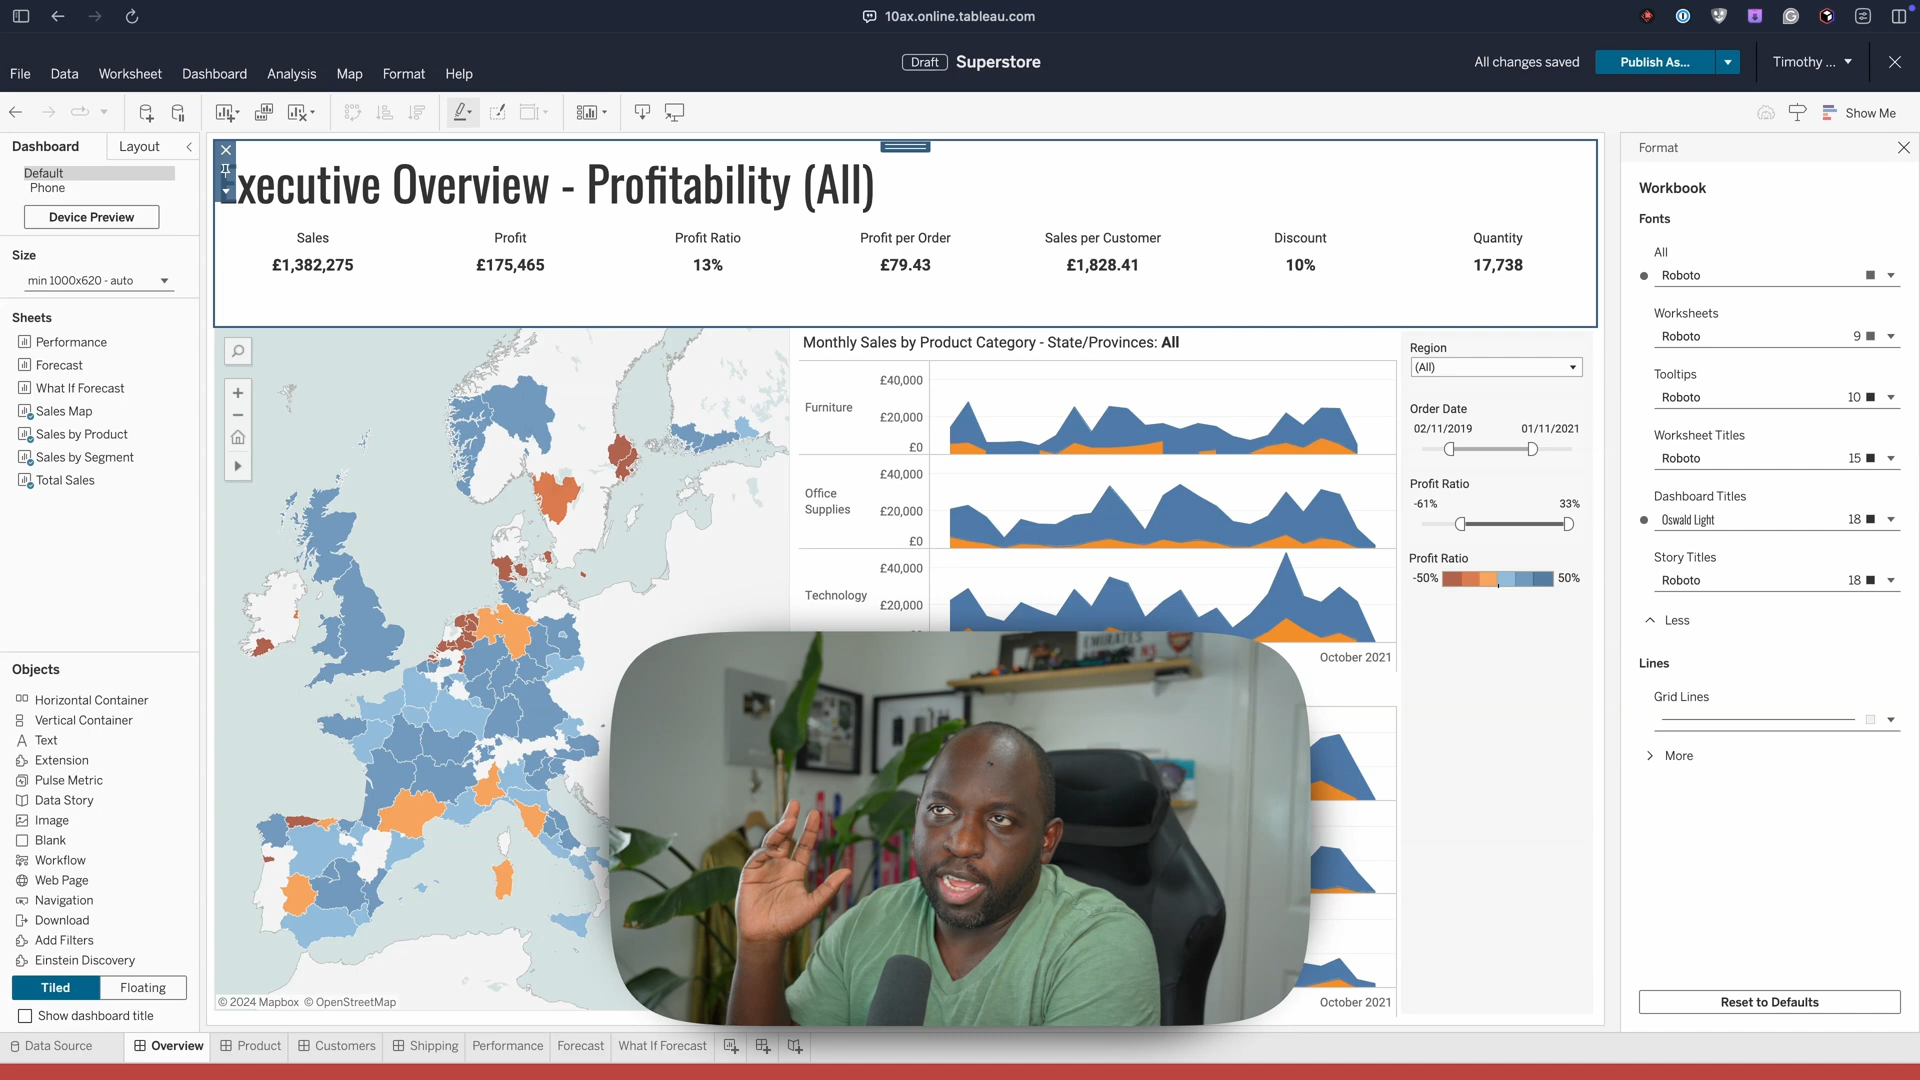 10ax.online.tableau.com
File Data Worksheet Dashboard Analysis Map Format Help
Draft Superstore
All changes saved
Publish As...
Timothy ...
Show Me
Dashboard Layout
Default
Phone
Device Preview
Size
min 1000x620 - auto
Sheets
Performance
Forecast
What If Forecast
Sales Map
Sales by Product
Sales by Segment
Total Sales
Objects
Horizontal Container
Vertical Container
Text
Extension
Pulse Metric
Data Story
Image
Blank
Workflow
Web Page
Navigation
Download
Add Filters
Einstein Discovery
Tiled Floating
Show dashboard title
Executive Overview - Profitability (All)
Sales Profit Profit Ratio Profit per Order Sales per Customer Discount Quantity
£1,382,275 £175,465 13% £79.43 £1,828.41 10% 17,738
© 2024 Mapbox © OpenStreetMap
Monthly Sales by Product Category - State/Provinces: All
Furniture
£40,000
£20,000
£0
Office
Supplies
£40,000
£20,000
£0
Technology
£40,000
£20,000
October 2021
October 2021
EMIRATES
Region
(All)
Order Date
02/11/2019 01/11/2021
Profit Ratio
-61% 33%
Profit Ratio
-50% 50%
Format
Workbook
Fonts
All
Roboto
Worksheets
Roboto 9
Tooltips
Roboto 10
Worksheet Titles
Roboto 15
Dashboard Titles
Oswald Light 18
Story Titles
Roboto 18
Less
Lines
Grid Lines
More
Reset to Defaults
Data Source Overview Product Customers Shipping Performance Forecast What If Forecast